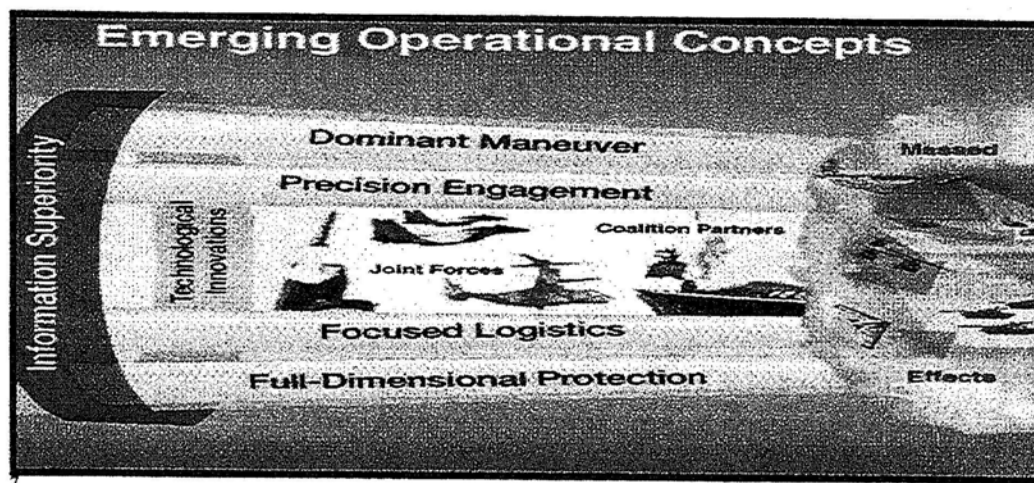 Emerging Operational Concepts
Information Superiority
Technological
Innovations
Dominant Maneuver
Precision Engagement
Coalition Partners
Joint Forces
Focused Logistics
Full-Dimensional Protection
Massed
Effects